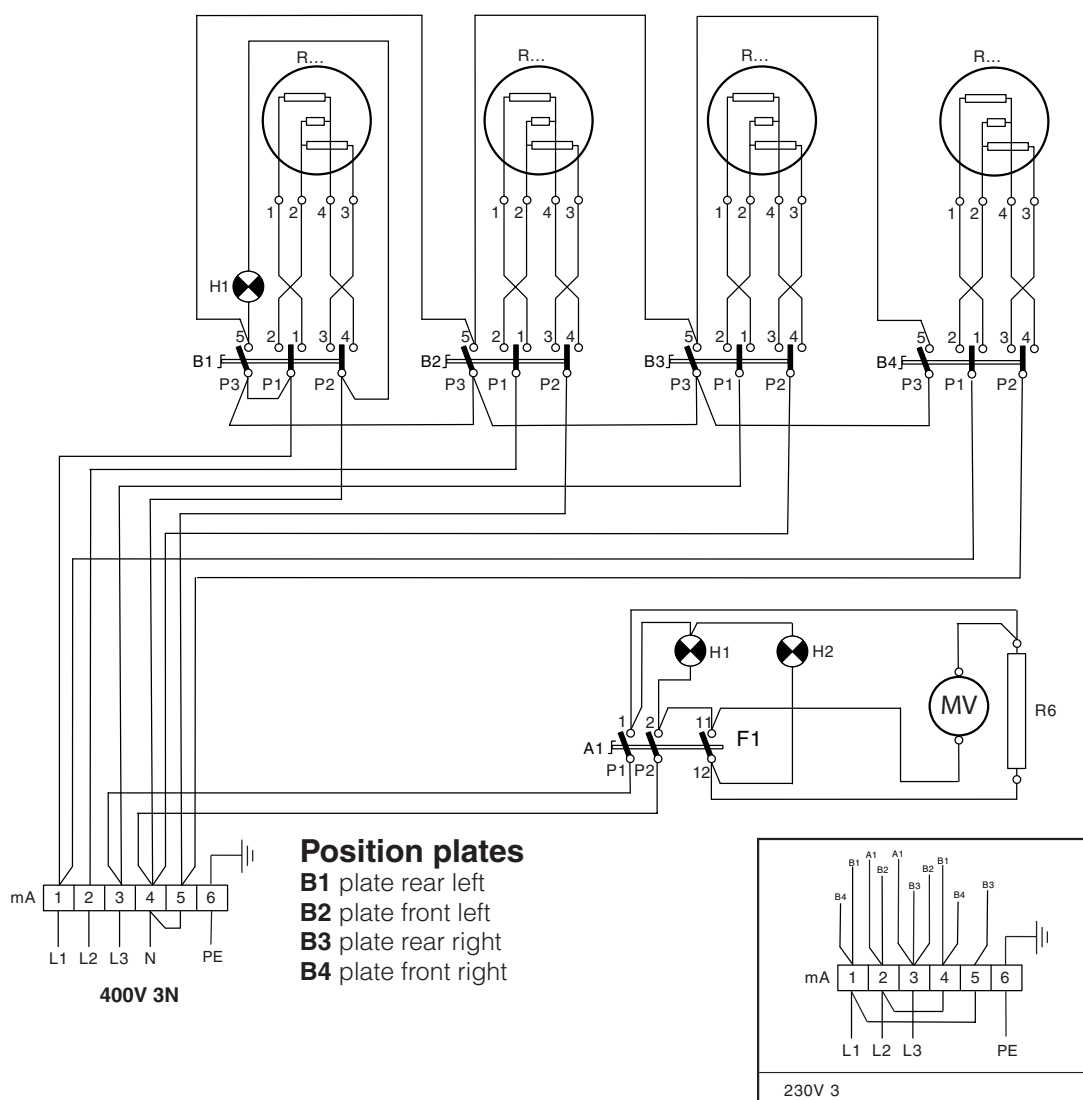 R... R... R... R...
1 2 4 3 1 2 4 3 1 2 4 3 1 2 4 3
H1
5 2 1 3 4 5 2 1 3 4 5 2 1 3 4 5 2 1 3 4
B1 B2 B3 B4
P3 P1 P2 P3 P1 P2 P3 P1 P2 P3 P1 P2
H1 H2
MV R6
1 2 11
A1 F1
P1 P2 12
Position plates
B1 plate rear left
B2 plate front left
B3 plate rear right
B4 plate front right
mA 1 2 3 4 5 6
L1 L2 L3 N PE
400V 3N
B4 B1 A1 B2 A1 B3 B2 B1 B4 B3
mA 1 2 3 4 5 6
L1 L2 L3 PE
230V 3